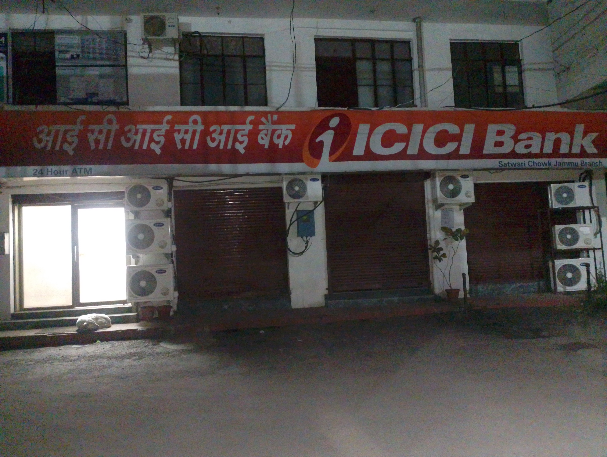 आई सी आई सी आई बैंक ICICI Bank
24 Hour ATM
Satwari Chowk Jammu Branch